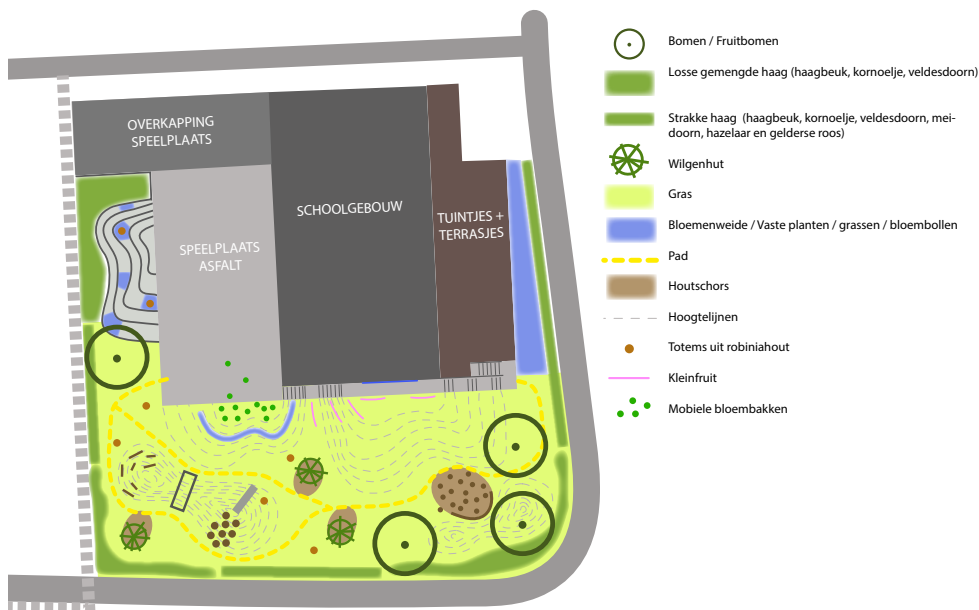 OVERKAPPING
SPEELPLAATS
SCHOOLGEBOUW
TUINTJES +
TERRASJES
SPEELPLAATS
ASFALT
Bomen / Fruitbomen
Losse gemengde haag (haagbeuk, kornoelje, veldesdoorn)
Strakke haag (haagbeuk, kornoelje, veldesdoorn, mei-
doorn, hazelaar en gelderse roos)
Wilgenhut
Gras
Bloemenweide / Vaste planten / grassen / bloembollen
Pad
Houtschors
Hoogtelijnen
Totems uit robiniahout
Kleinfruit
Mobiele bloembakken